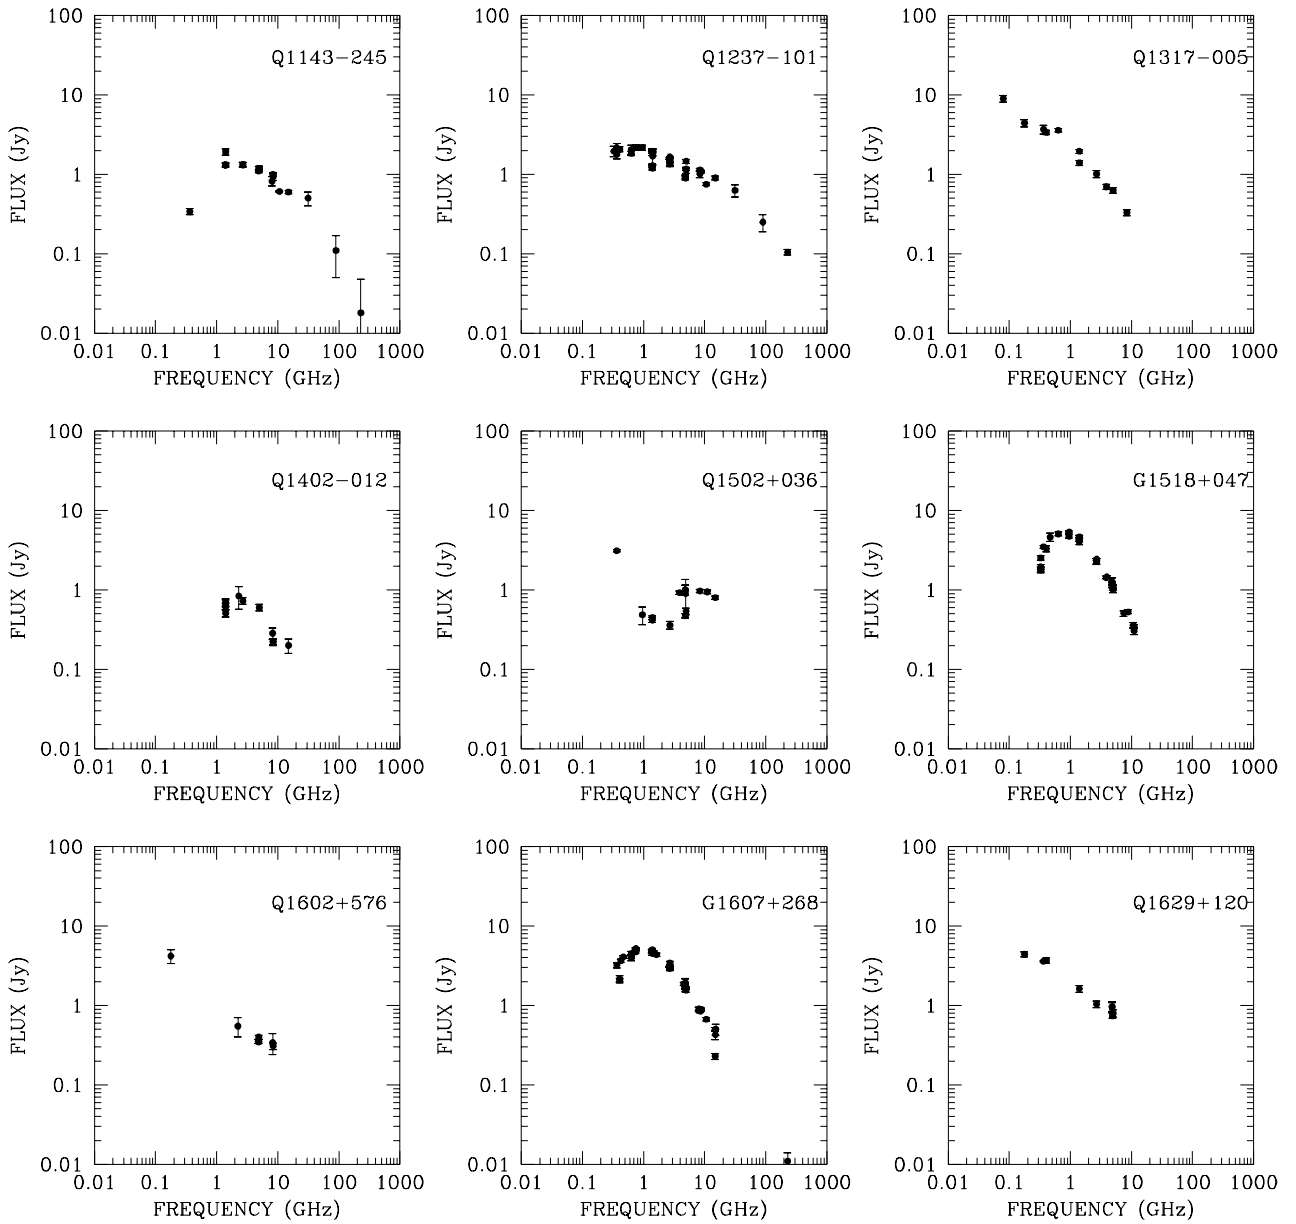 100
10
1
0.1
0.01
FLUX (Jy)
Q1143−245
0.01 0.1 1 10 100 1000
FREQUENCY (GHz)
100
10
1
0.1
0.01
FLUX (Jy)
Q1237−101
0.01 0.1 1 10 100 1000
FREQUENCY (GHz)
100
10
1
0.1
0.01
FLUX (Jy)
Q1317−005
0.01 0.1 1 10 100 1000
FREQUENCY (GHz)
100
10
1
0.1
0.01
FLUX (Jy)
Q1402−012
0.01 0.1 1 10 100 1000
FREQUENCY (GHz)
100
10
1
0.1
0.01
FLUX (Jy)
Q1502+036
0.01 0.1 1 10 100 1000
FREQUENCY (GHz)
100
10
1
0.1
0.01
FLUX (Jy)
G1518+047
0.01 0.1 1 10 100 1000
FREQUENCY (GHz)
100
10
1
0.1
0.01
FLUX (Jy)
Q1602+576
0.01 0.1 1 10 100 1000
FREQUENCY (GHz)
100
10
1
0.1
0.01
FLUX (Jy)
G1607+268
0.01 0.1 1 10 100 1000
FREQUENCY (GHz)
100
10
1
0.1
0.01
FLUX (Jy)
Q1629+120
0.01 0.1 1 10 100 1000
FREQUENCY (GHz)